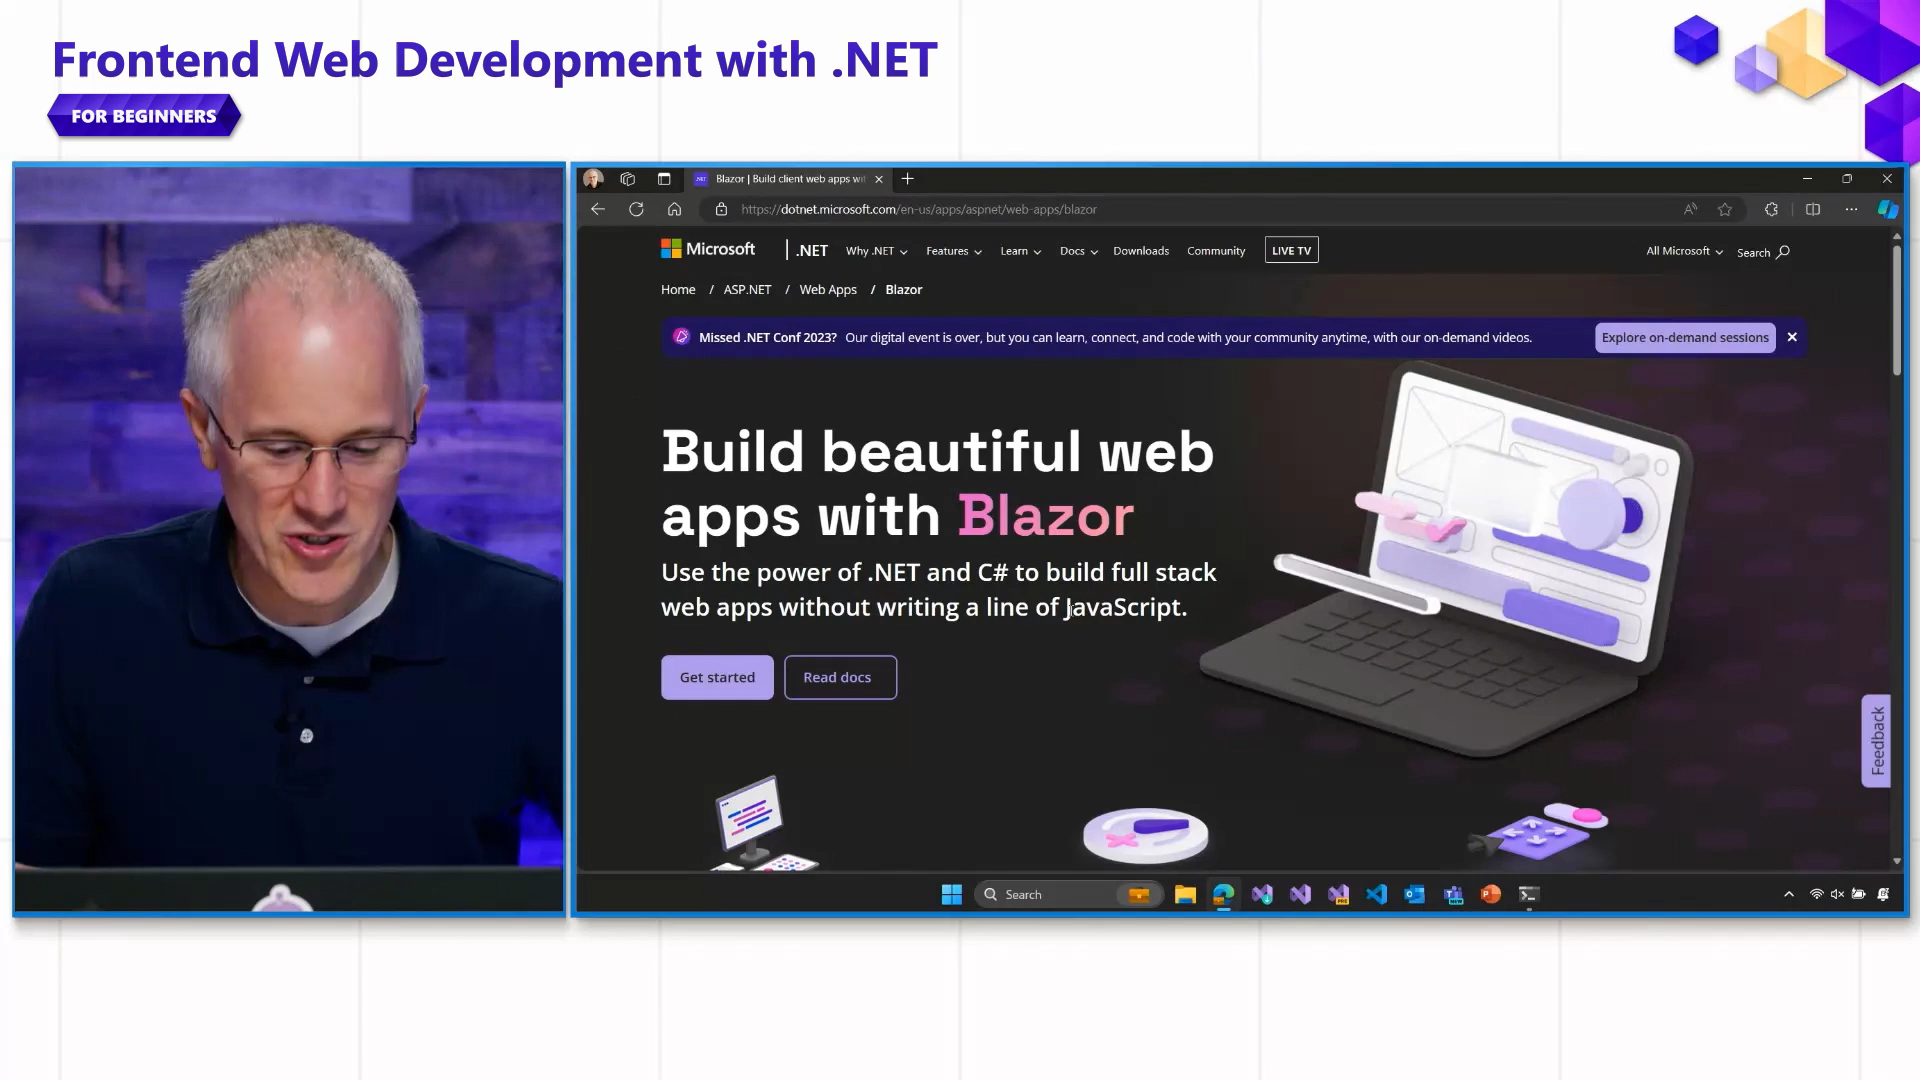 Frontend Web Development with .NET
FOR BEGINNERS
Blazor | Build client web apps wi
https://dotnet.microsoft.com/en-us/apps/aspnet/web-apps/blazor
Microsoft | .NET Why .NET Features Learn Docs Downloads Community LIVE TV All Microsoft Search
Home / ASP.NET / Web Apps / Blazor
Missed .NET Conf 2023? Our digital event is over, but you can learn, connect, and code with your community anytime, with our on-demand videos. Explore on-demand sessions
Build beautiful web
apps with Blazor
Use the power of .NET and C# to build full stack
web apps without writing a line of JavaScript.
Get started Read docs
Feedback
Search